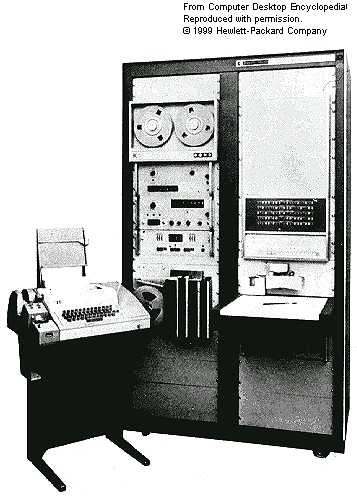 From Computer Desktop Encyclopedia
Reproduced with permission.
© 1999 Hewlett-Packard Company